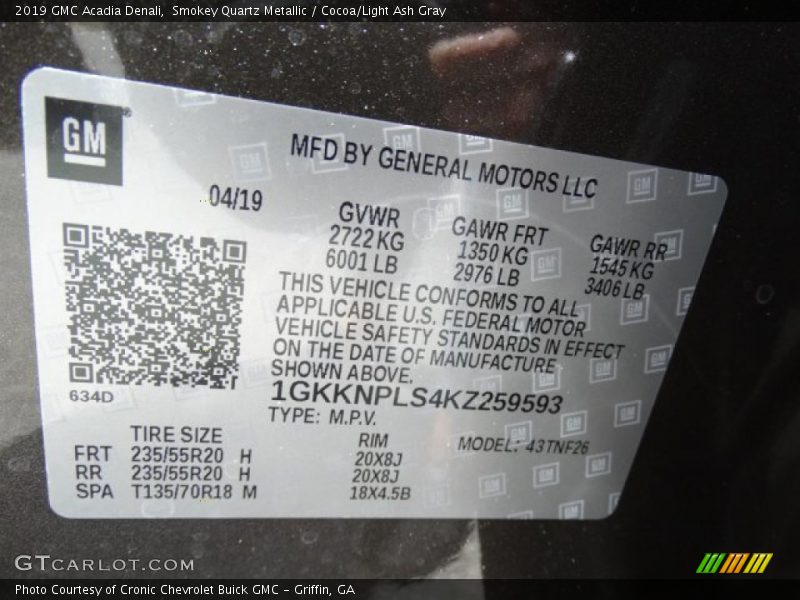 2019 GMC Acadia Denali, Smokey Quartz Metallic / Cocoa/Light Ash Gray
GM
MFD BY GENERAL MOTORS LLC
04/19
GVWR
2722 KG
6001 LB
GAWR FRT
1350 KG
2976 LB
GAWR RR
1545 KG
3406 LB
THIS VEHICLE CONFORMS TO ALL
APPLICABLE U.S. FEDERAL MOTOR
VEHICLE SAFETY STANDARDS IN EFFECT
ON THE DATE OF MANUFACTURE
SHOWN ABOVE.
634D
1GKKNPLS4KZ259593
TYPE: M.P.V.
TIRE SIZE RIM MODEL: 43TNF26
FRT 235/55R20 H 20X8J
RR 235/55R20 H 20X8J
SPA T135/70R18 M 18X4.5B
GTCARLOT.COM
Photo Courtesy of Cronic Chevrolet Buick GMC – Griffin, GA